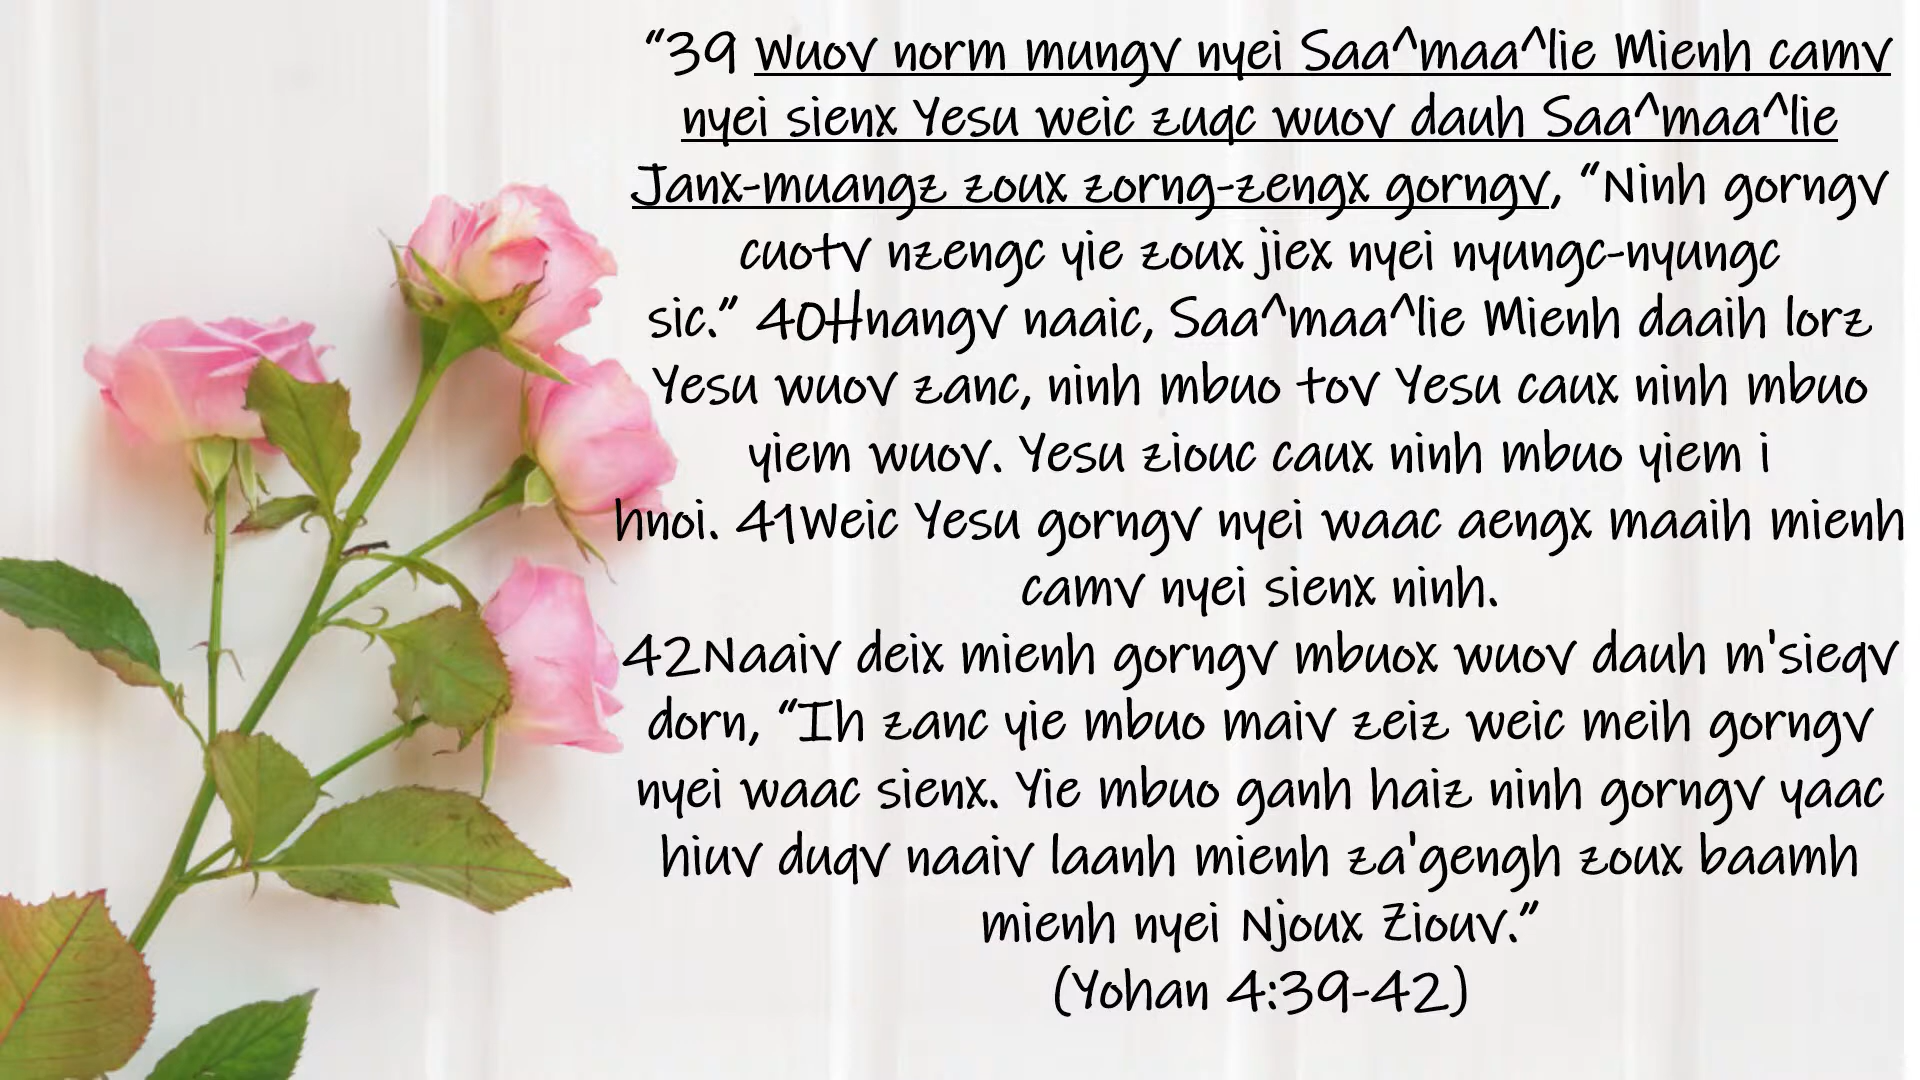 “39 Wuov norm mungv nyei Saa^maa^lie Mienh camv
nyei sienx Yesu weic zuqc wuov dauh Saa^maa^lie
Janx-muangz zoux zorng-zengx gorngv, “Ninh gorngv
cuotv nzengc yie zoux jiex nyei nyungc-nyungc
sic.” 40Hnangv naaic, Saa^maa^lie Mienh daaih lorz
Yesu wuov zanc, ninh mbuo tov Yesu caux ninh mbuo
yiem wuov. Yesu ziouc caux ninh mbuo yiem i
hnoi. 41Weic Yesu gorngv nyei waac aengx maaih mienh
camv nyei sienx ninh.
42Naaiv deix mienh gorngv mbuox wuov dauh m'sieqv
dorn, “Ih zanc yie mbuo maiv zeiz weic meih gorngv
nyei waac sienx. Yie mbuo ganh haiz ninh gorngv yaac
hiuv duqv naaiv laanh mienh za'gengh zoux baamh
mienh nyei Njoux Ziouv.”
(Yohan 4:39-42)